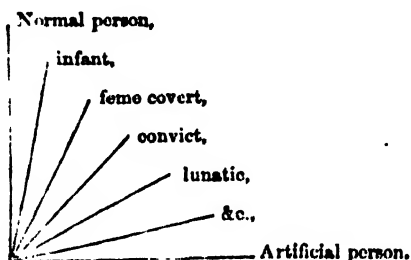 Normal person,
infant,
feme covert,
convict,
lunatic,
&c.,
Artificial person.